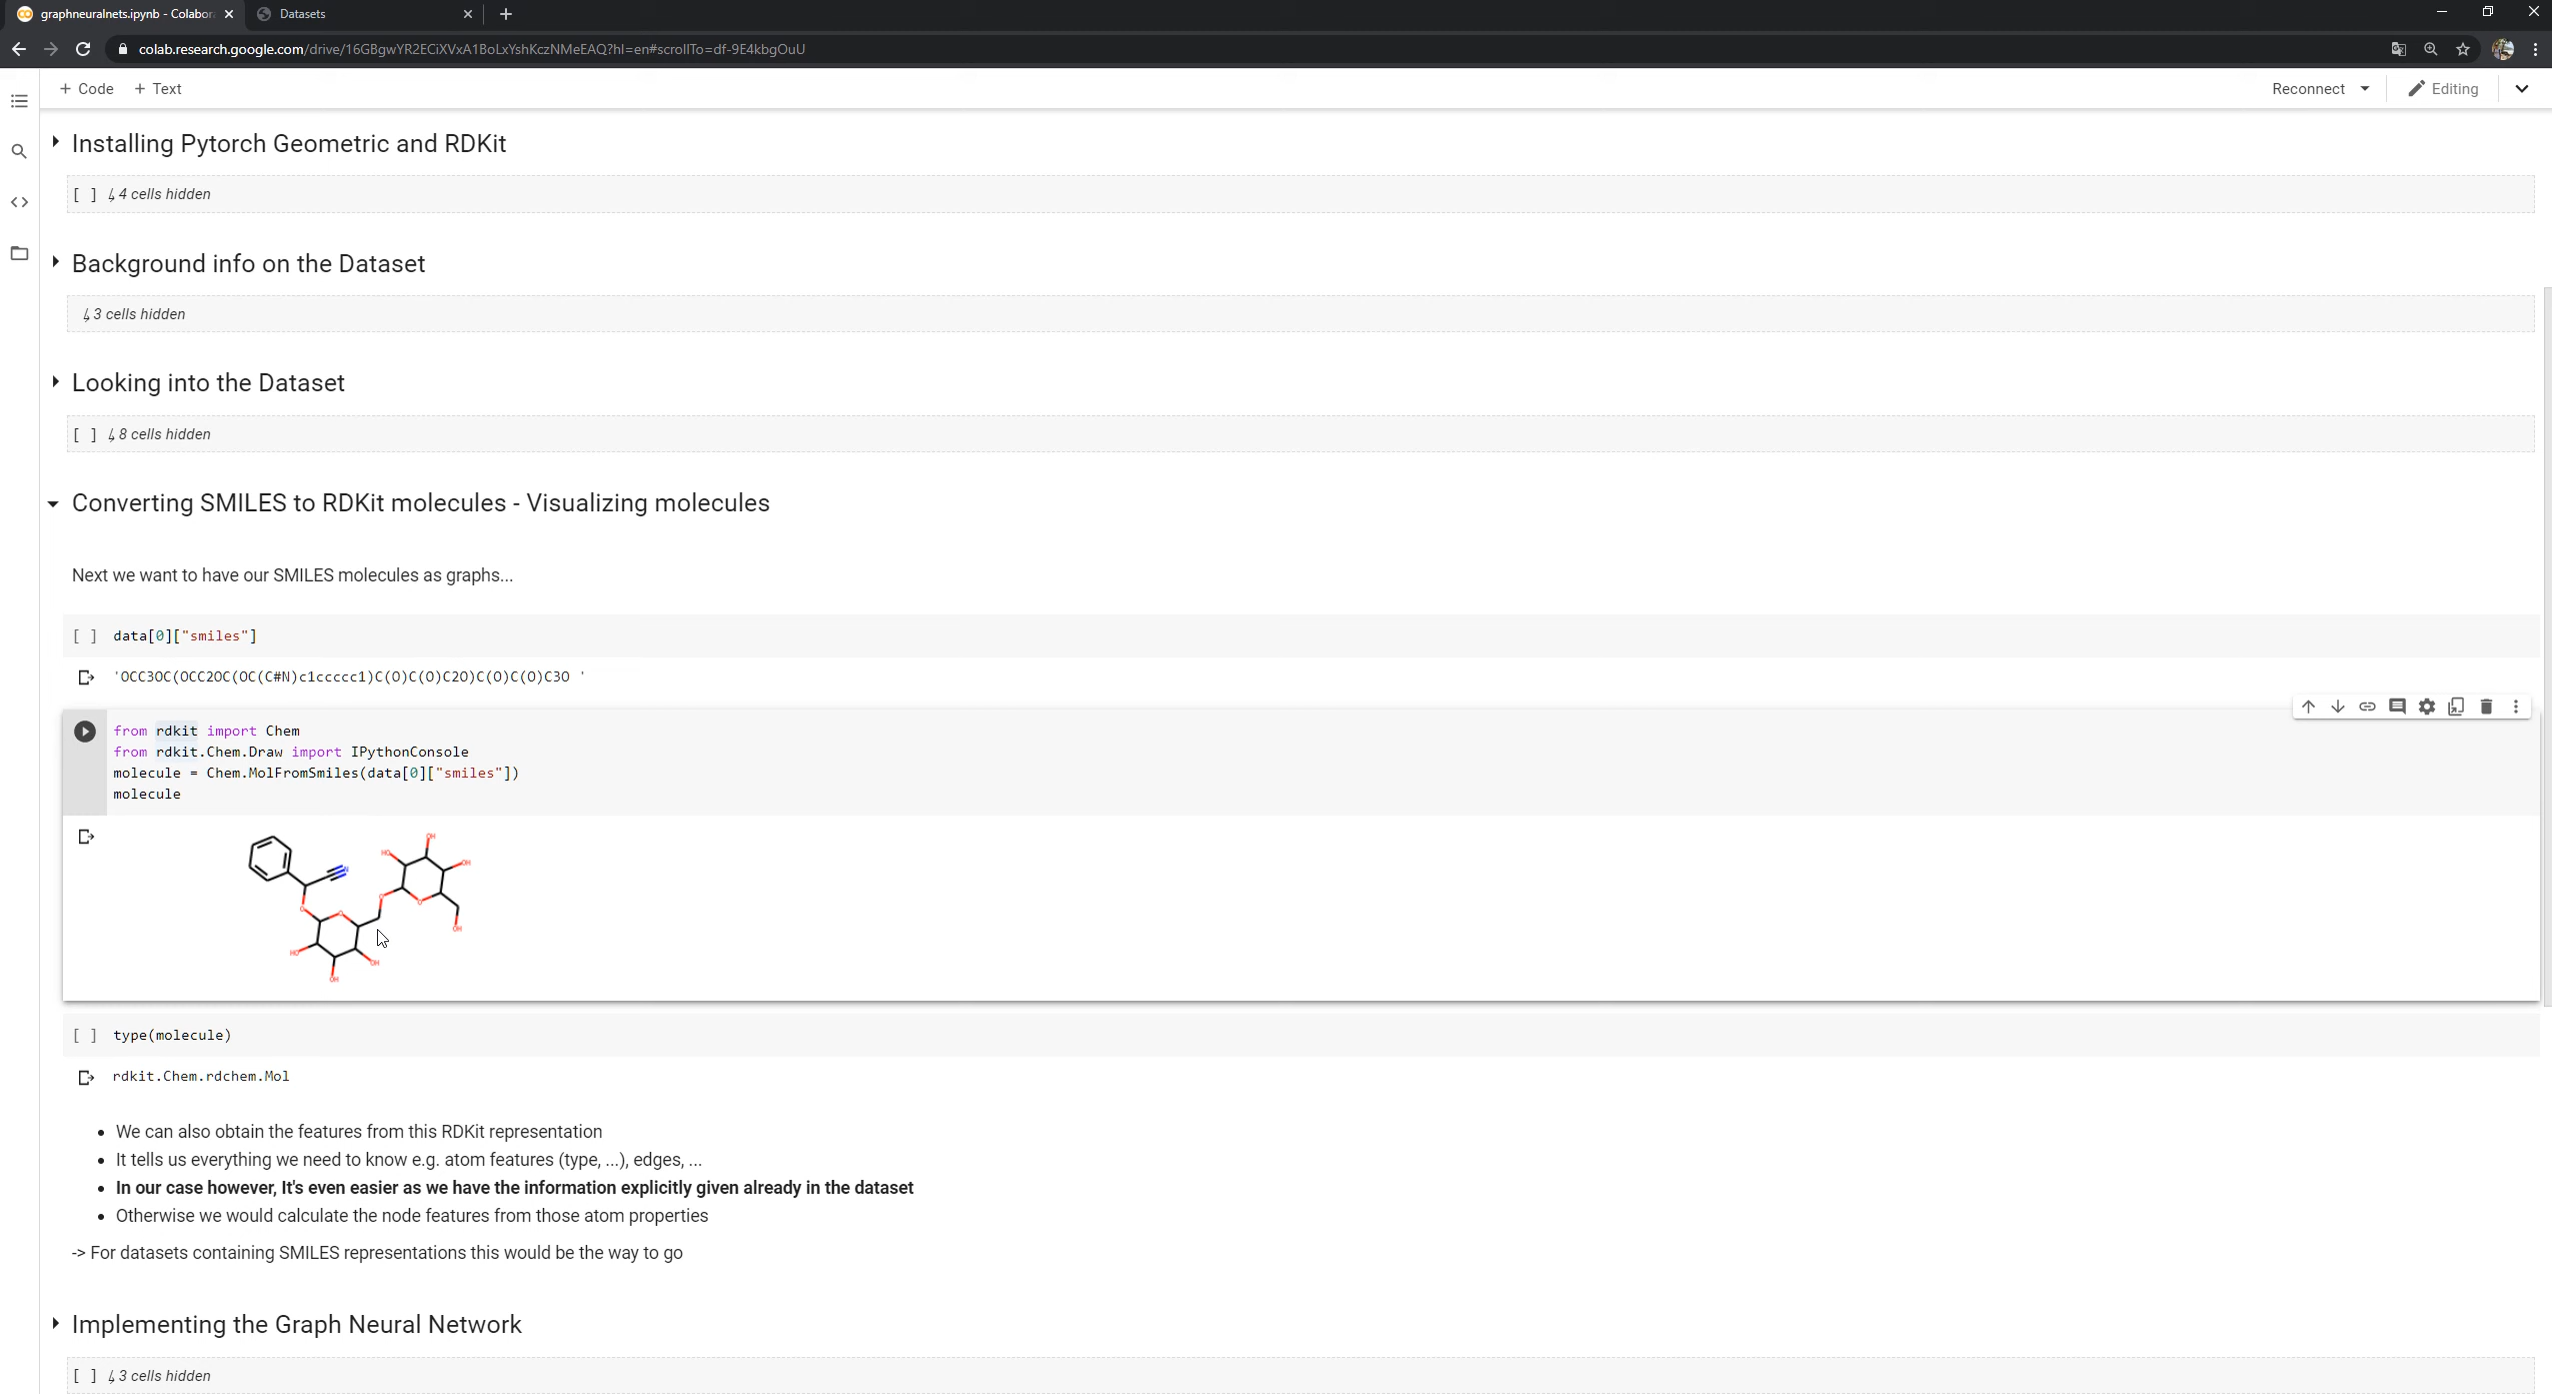 graphneuralnets.ipynb - Colabor
Datasets
colab.research.google.com/drive/16GBgwYR2ECiXVxA1BoLxYshKczNMeEAQ?hl=en#scrollTo=df-9E4kbgOuU
+ Code + Text
Reconnect
Editing
Installing Pytorch Geometric and RDKit
[ ] ↳ 4 cells hidden
Background info on the Dataset
↳ 3 cells hidden
Looking into the Dataset
[ ] ↳ 8 cells hidden
Converting SMILES to RDKit molecules - Visualizing molecules
Next we want to have our SMILES molecules as graphs...
[ ] data[0]["smiles"]
'OCC3OC(OCC2OC(OC(C#N)c1ccccc1)C(O)C(O)C2O)C(O)C(O)C3O '
from rdkit import Chem
from rdkit.Chem.Draw import IPythonConsole
molecule = Chem.MolFromSmiles(data[0]["smiles"])
molecule
OH
HO
OH
N
O
O
O
O
OH
HO
OH
OH
[ ] type(molecule)
rdkit.Chem.rdchem.Mol
• We can also obtain the features from this RDKit representation
• It tells us everything we need to know e.g. atom features (type, ...), edges, ...
• In our case however, It's even easier as we have the information explicitly given already in the dataset
• Otherwise we would calculate the node features from those atom properties
-> For datasets containing SMILES representations this would be the way to go
Implementing the Graph Neural Network
[ ] ↳ 3 cells hidden